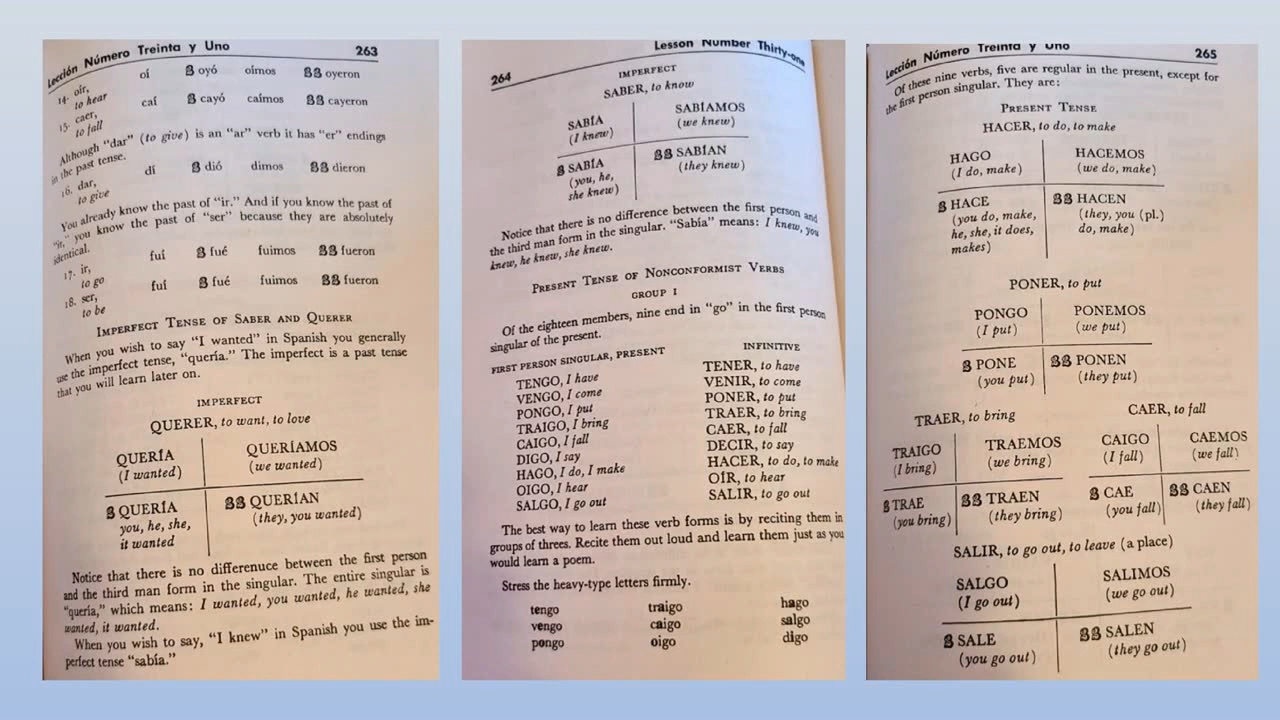 Lección Número Treinta y Uno 263
14. oír, to hear oí 3 oyó oímos 33 oyeron
15. caer, to fall caí 3 cayó caímos 33 cayeron
Although "dar" (to give) is an "ar" verb it has "er" endings
in the past tense.
16. dar, to give dí 3 dió dimos 33 dieron
You already know the past of "ir." And if you know the past of
"ir," you know the past of "ser" because they are absolutely
identical.
17. ir, to go fuí 3 fué fuimos 33 fueron
18. ser, to be fuí 3 fué fuimos 33 fueron
IMPERFECT TENSE OF SABER AND QUERER
When you wish to say "I wanted" in Spanish you generally
use the imperfect tense, "quería." The imperfect is a past tense
that you will learn later on.
IMPERFECT
QUERER, to want, to love
QUERÍA QUERÍAMOS
(I wanted) (we wanted)
3 QUERÍA 33 QUERÍAN
you, he, she, (they, you wanted)
it wanted
Notice that there is no differenuce between the first person
and the third man form in the singular. The entire singular is
"quería," which means: I wanted, you wanted, he wanted, she
wanted, it wanted.
When you wish to say, "I knew" in Spanish you use the im-
perfect tense "sabía."
264 Lesson Number Thirty-one
IMPERFECT
SABER, to know
SABÍA SABÍAMOS
(I knew) (we knew)
3 SABÍA 33 SABÍAN
(you, he, (they knew)
she knew)
Notice that there is no difference between the first person and
the third man form in the singular. "Sabía" means: I knew, you
knew, he knew, she knew.
PRESENT TENSE OF NONCONFORMIST VERBS
GROUP I
Of the eighteen members, nine end in "go" in the first person
singular of the present.
FIRST PERSON SINGULAR, PRESENT INFINITIVE
TENGO, I have TENER, to have
VENGO, I come VENIR, to come
PONGO, I put PONER, to put
TRAIGO, I bring TRAER, to bring
CAIGO, I fall CAER, to fall
DIGO, I say DECIR, to say
HAGO, I do, I make HACER, to do, to make
OIGO, I hear OÍR, to hear
SALGO, I go out SALIR, to go out
The best way to learn these verb forms is by reciting them in
groups of threes. Recite them out loud and learn them just as you
would learn a poem.
Stress the heavy-type letters firmly.
tengo traigo hago
vengo caigo salgo
pongo oigo digo
Lección Número Treinta y Uno 265
Of these nine verbs, five are regular in the present, except for
the first person singular. They are:
PRESENT TENSE
HACER, to do, to make
HAGO HACEMOS
(I do, make) (we do, make)
3 HACE 33 HACEN
(you do, make, (they, you (pl.)
he, she, it does, do, make)
makes)
PONER, to put
PONGO PONEMOS
(I put) (we put)
3 PONE 33 PONEN
(you put) (they put)
TRAER, to bring CAER, to fall
TRAIGO TRAEMOS CAIGO CAEMOS
(I bring) (we bring) (I fall) (we fall)
3 TRAE 33 TRAEN 3 CAE 33 CAEN
(you bring) (they bring) (you fall) (they fall)
SALIR, to go out, to leave (a place)
SALGO SALIMOS
(I go out) (we go out)
3 SALE 33 SALEN
(you go out) (they go out)